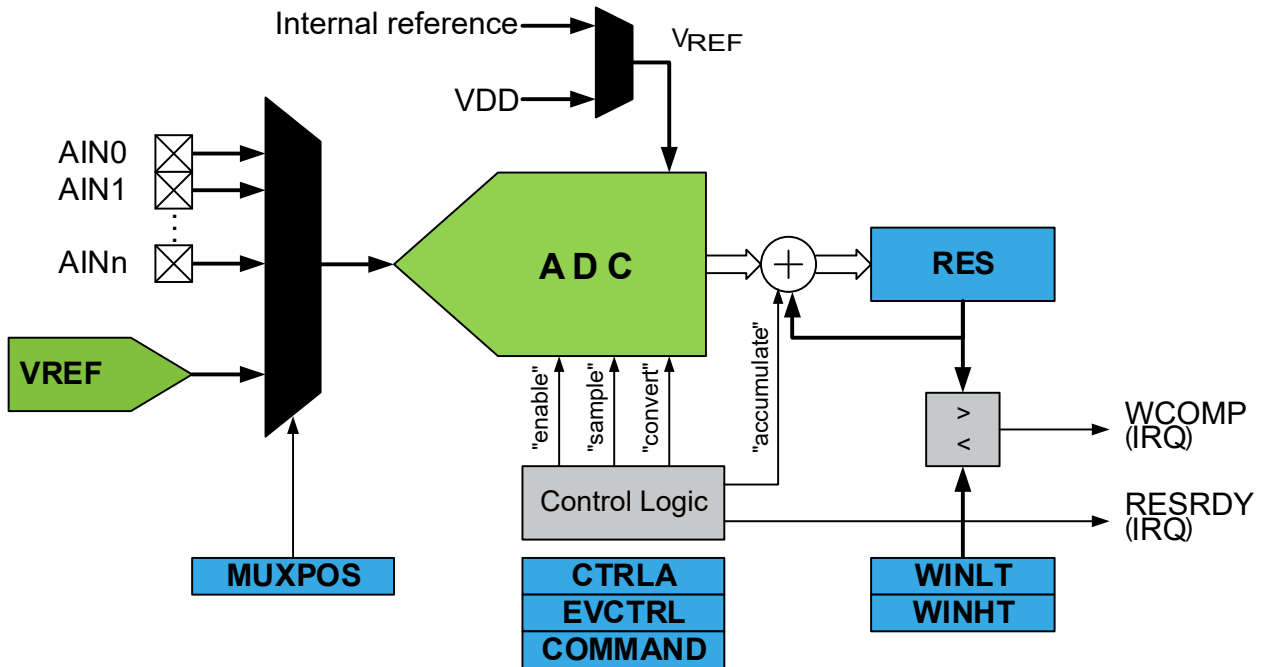 Internal reference
VREF
VDD
AIN0
AIN1
AINn
A D C
RES
VREF
"enable"
"sample"
"convert"
"accumulate"
>
<
WCOMP
(IRQ)
Control Logic
RESRDY
(IRQ)
MUXPOS
CTRLA
WINLT
EVCTRL
WINHT
COMMAND